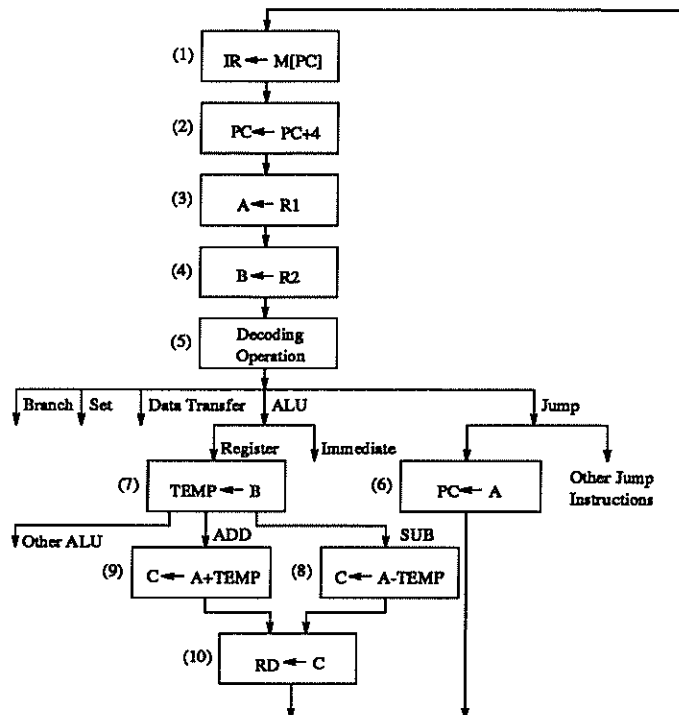 (1) IR ← M[PC]
(2) PC ← PC+4
(3) A ← R1
(4) B ← R2
(5) Decoding
Operation
Branch Set Data Transfer ALU Jump
Register Immediate
(7) TEMP ← B
(6) PC ← A
Other Jump
Instructions
Other ALU ADD SUB
(9) C ← A+TEMP
(8) C ← A-TEMP
(10) RD ← C